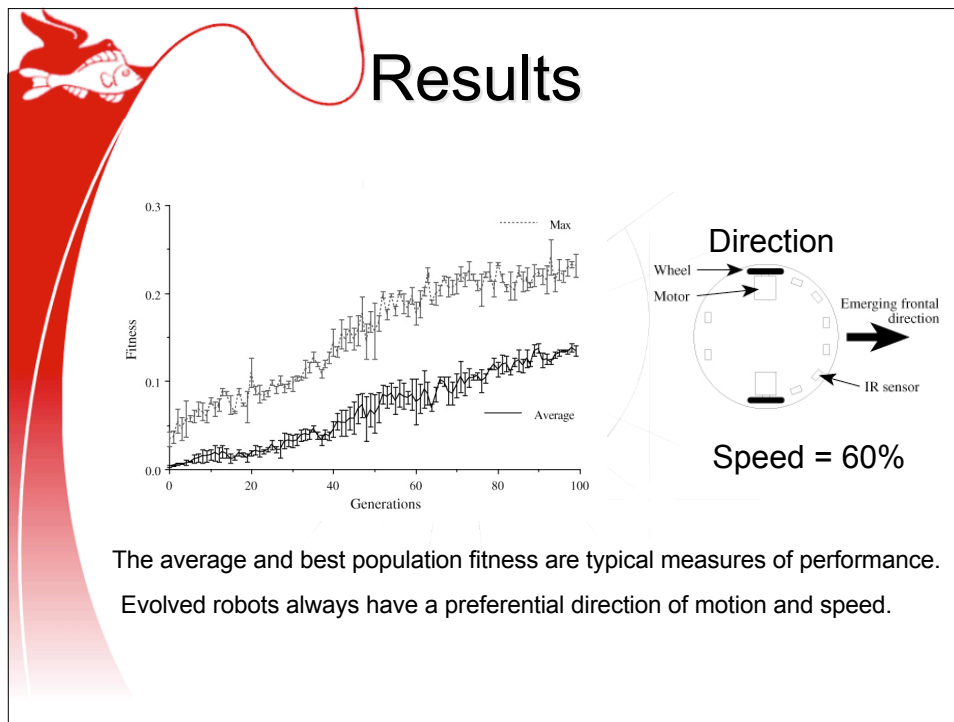 Results
0.3
0.2
0.1
0.0
Fitness
Max
Average
0
20
40
60
80
100
Generations
Direction
Wheel
Motor
Emerging frontal
direction
IR sensor
Speed = 60%
The average and best population fitness are typical measures of performance.
Evolved robots always have a preferential direction of motion and speed.